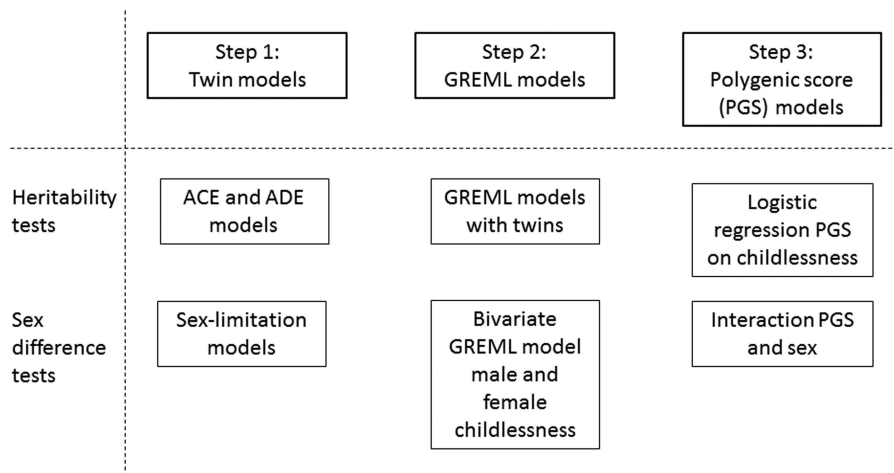 Step 1:
Twin models
Step 2:
GREML models
Step 3:
Polygenic score
(PGS) models
Heritability
tests
ACE and ADE
models
GREML models
with twins
Logistic
regression PGS
on childlessness
Sex
difference
tests
Sex-limitation
models
Bivariate
GREML model
male and
female
childlessness
Interaction PGS
and sex